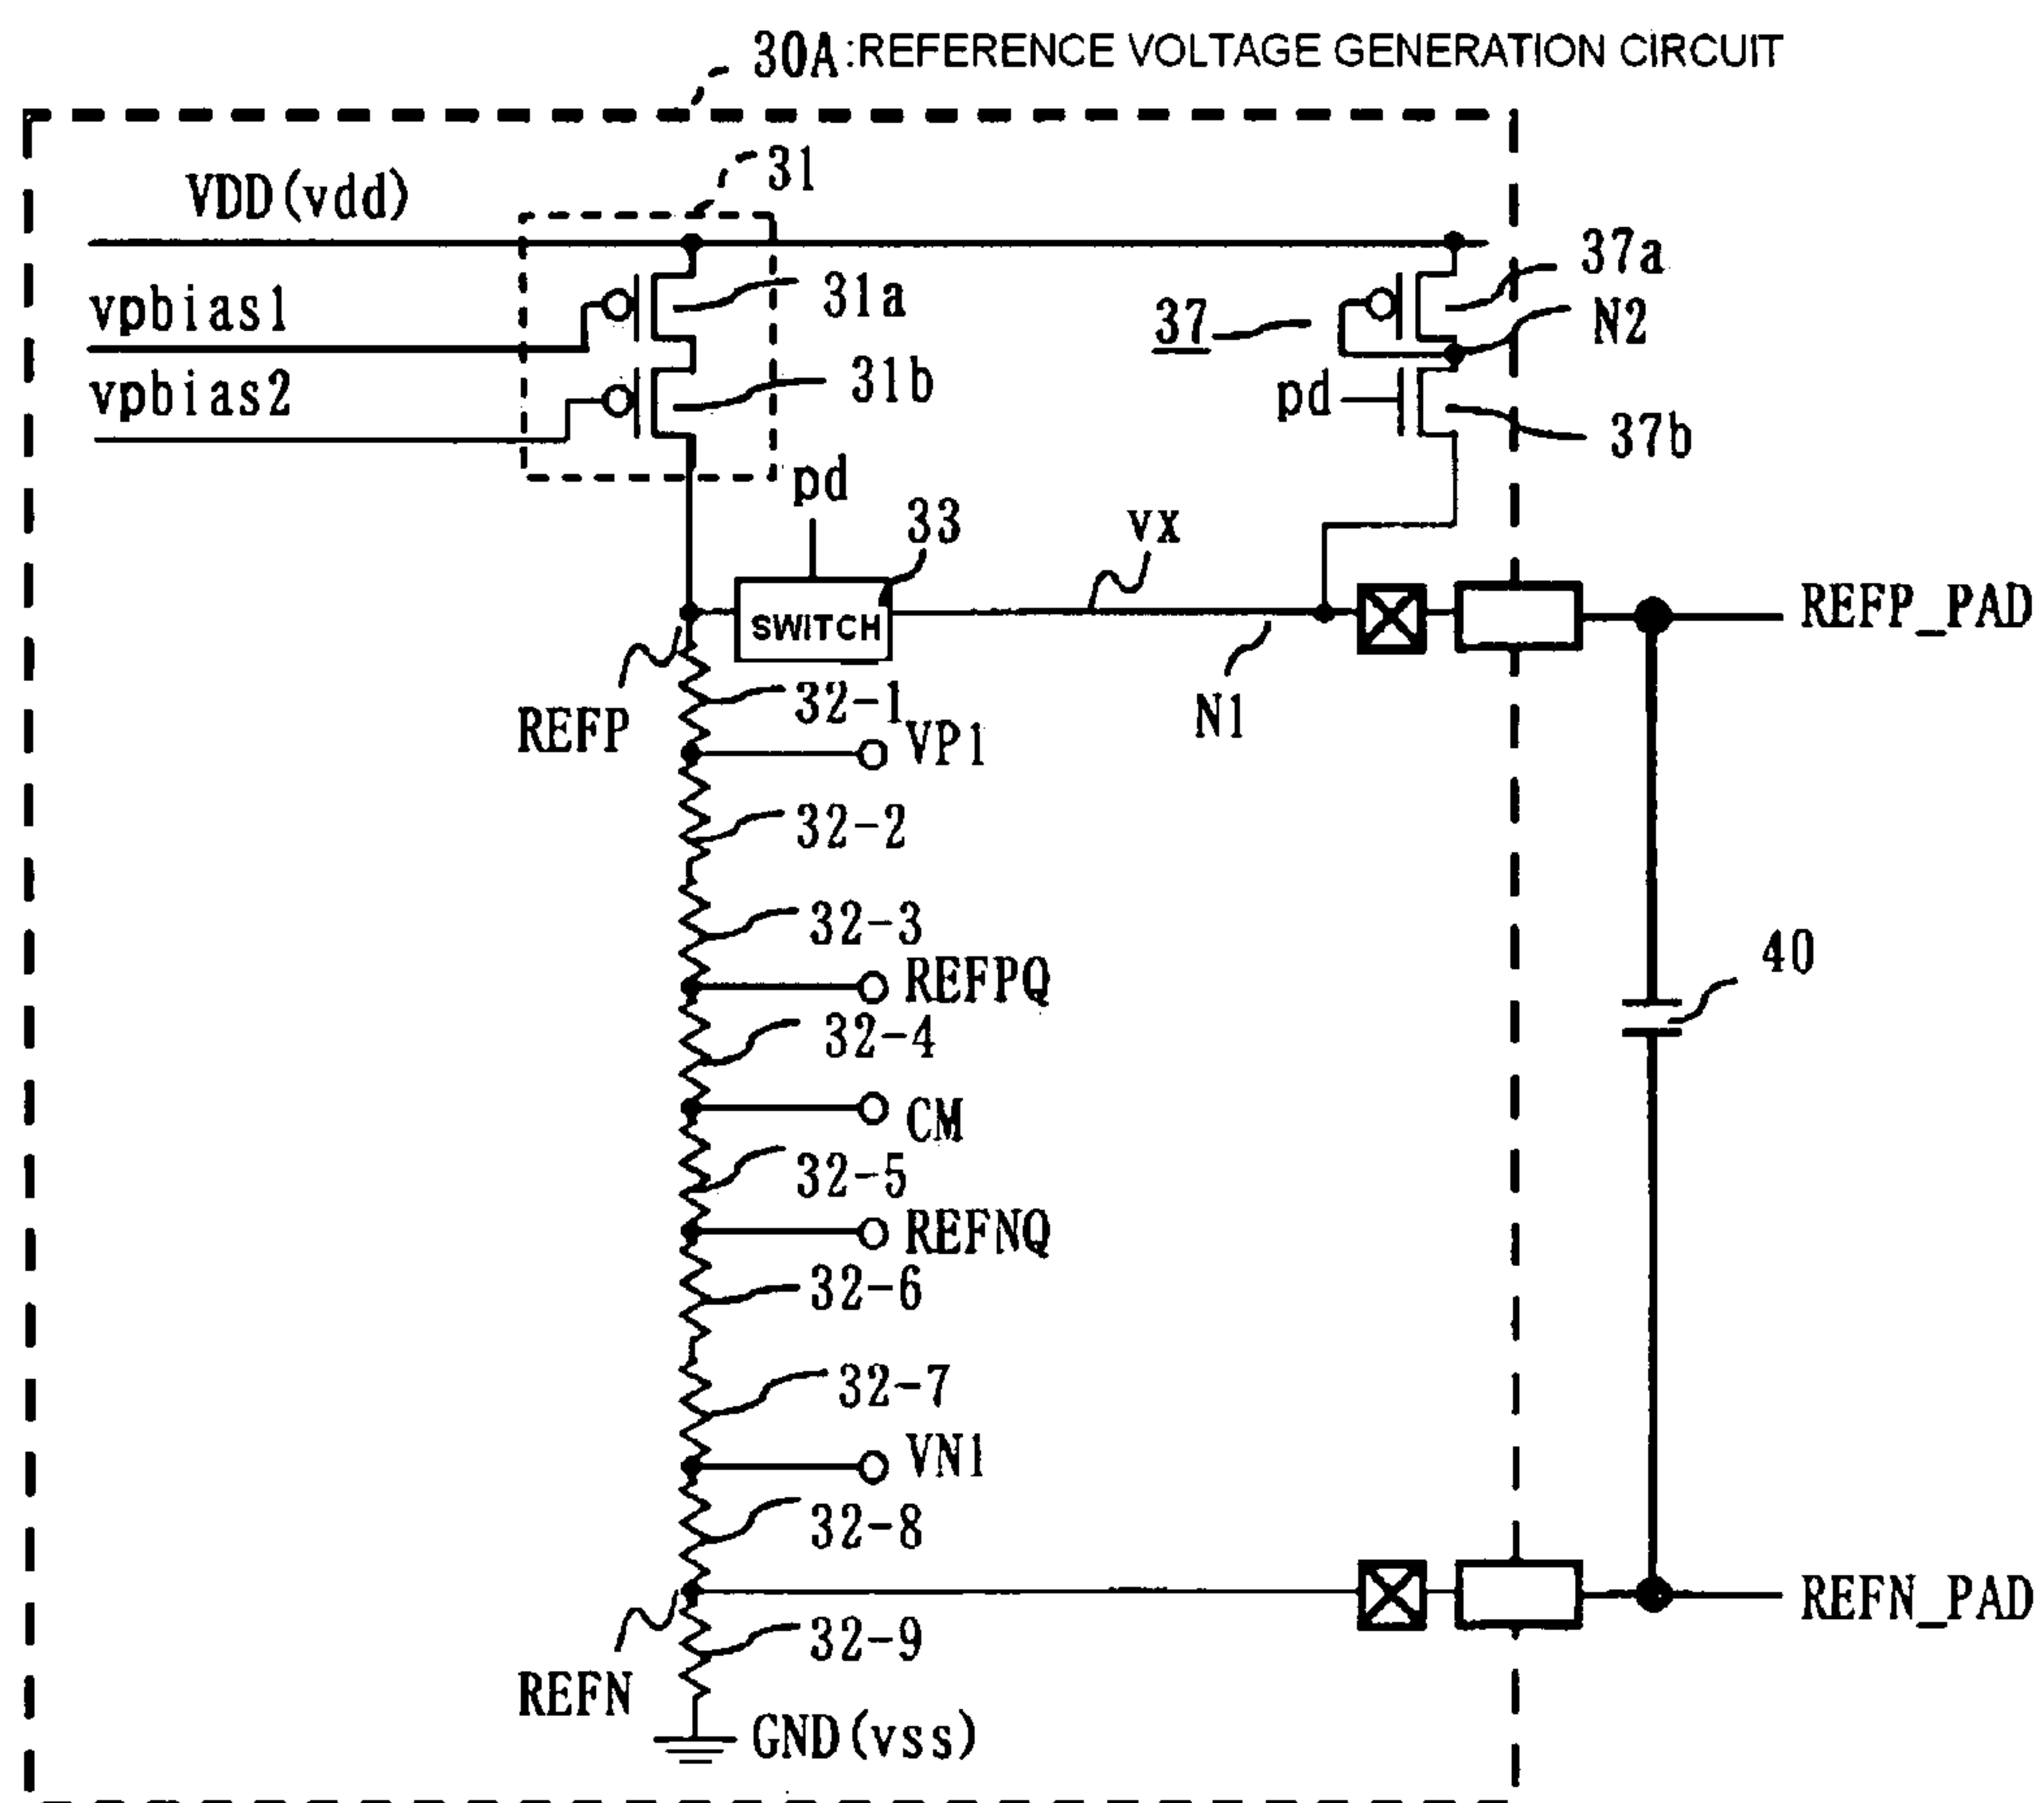 30A:REFERENCE VOLTAGE GENERATION CIRCUIT
31
VDD(vdd)
37a
vpbias1
31a
37
N2
vpbias2
31b
pd
37b
pd
33
vx
SWITCH
REFP_PAD
32-1
REFP
VP1
N1
32-2
32-3
40
REFPQ
32-4
CM
32-5
REFNQ
32-6
32-7
VN1
32-8
REFN_PAD
32-9
REFN
GND(vss)